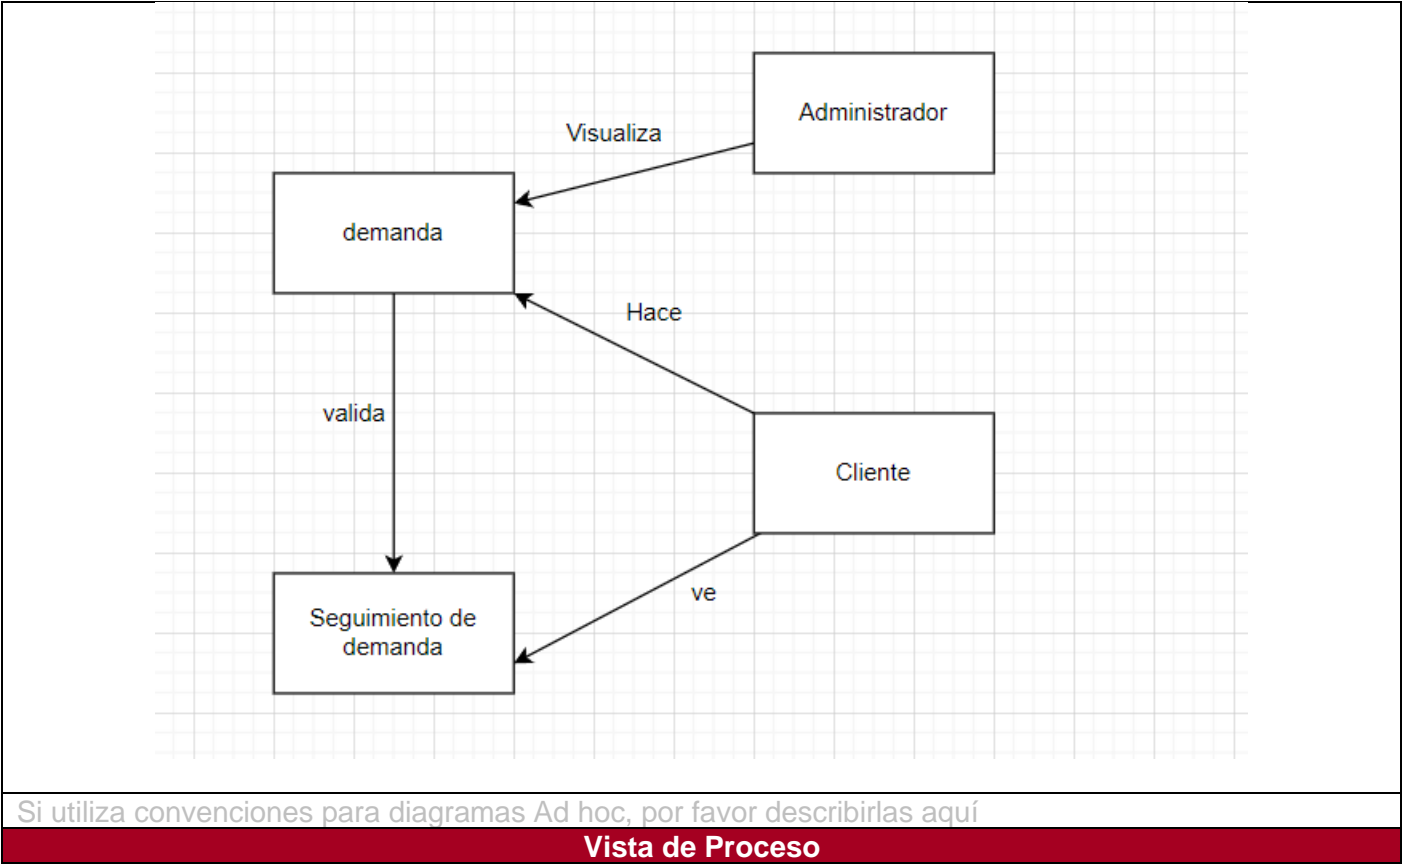 Administrador
Visualiza
demanda
Hace
valida
Cliente
ve
Seguimiento de
demanda
Si utiliza convenciones para diagramas Ad hoc, por favor describirlas aquí
Vista de Proceso